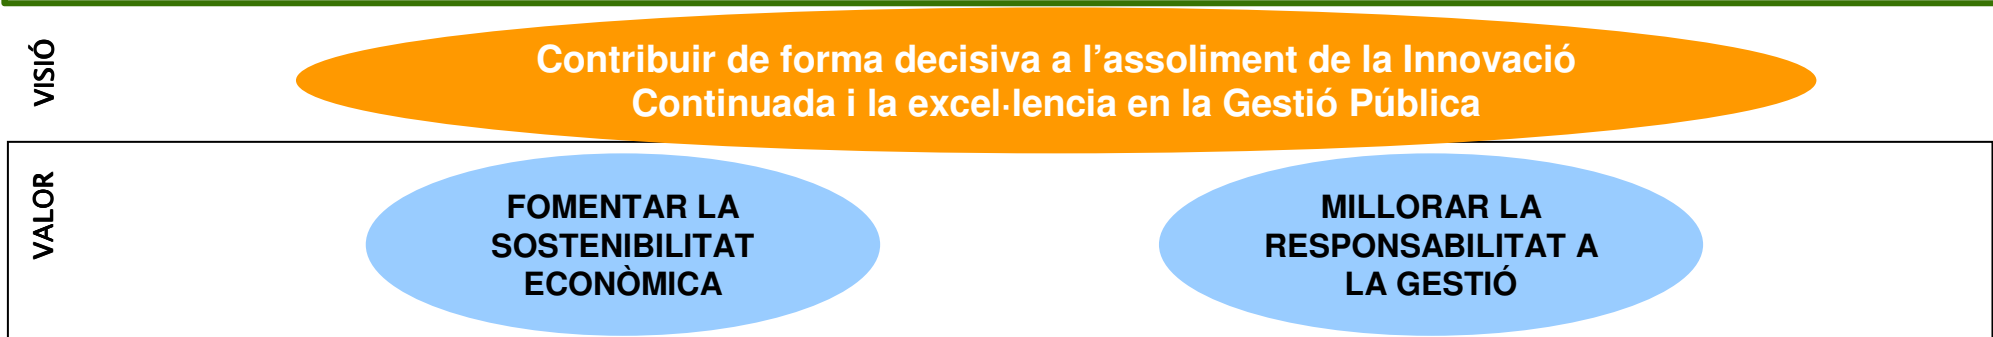 VISIÓ
Contribuir de forma decisiva a l’assoliment de la Innovació
Continuada i la excel·lencia en la Gestió Pública
VALOR
FOMENTAR LA
SOSTENIBILITAT
ECONÒMICA
MILLORAR LA
RESPONSABILITAT A
LA GESTIÓ